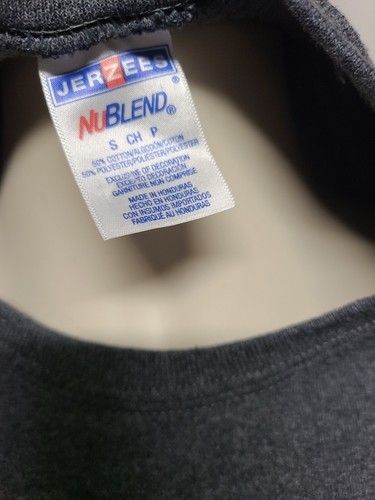 JERZEES®
NUBLEND®
S CH P
50% COTTON/ALGODÓN/COTON
50% POLYESTER/POLIESTER/POLYESTER
EXCLUSIVE OF DECORATION
EXCEPTO DECORACIÓN
GARNITURE NON COMPRISE
MADE IN HONDURAS
HECHO EN HONDURAS
CON INSUMOS IMPORTADOS
FABRIQUÉ AU HONDURAS